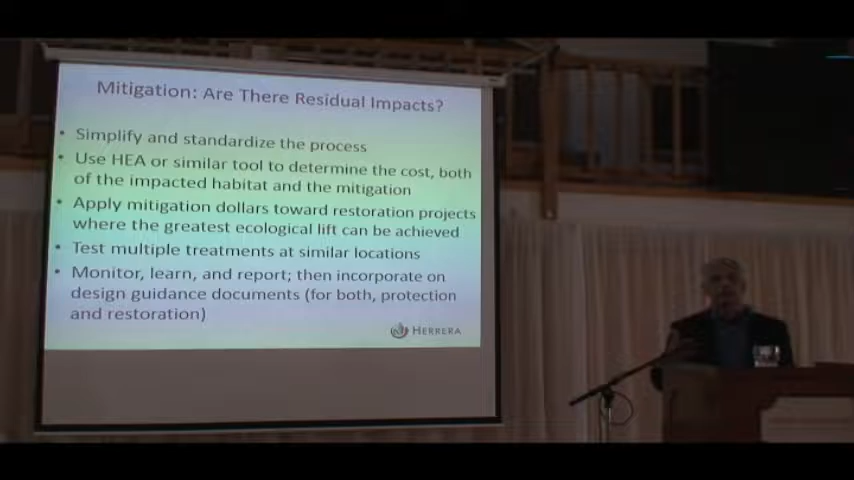 Mitigation: Are There Residual Impacts?
• Simplify and standardize the process
• Use HEA or similar tool to determine the cost, both
of the impacted habitat and the mitigation
• Apply mitigation dollars toward restoration projects
where the greatest ecological lift can be achieved
• Test multiple treatments at similar locations
• Monitor, learn, and report; then incorporate on
design guidance documents (for both, protection
and restoration)
HERRERA